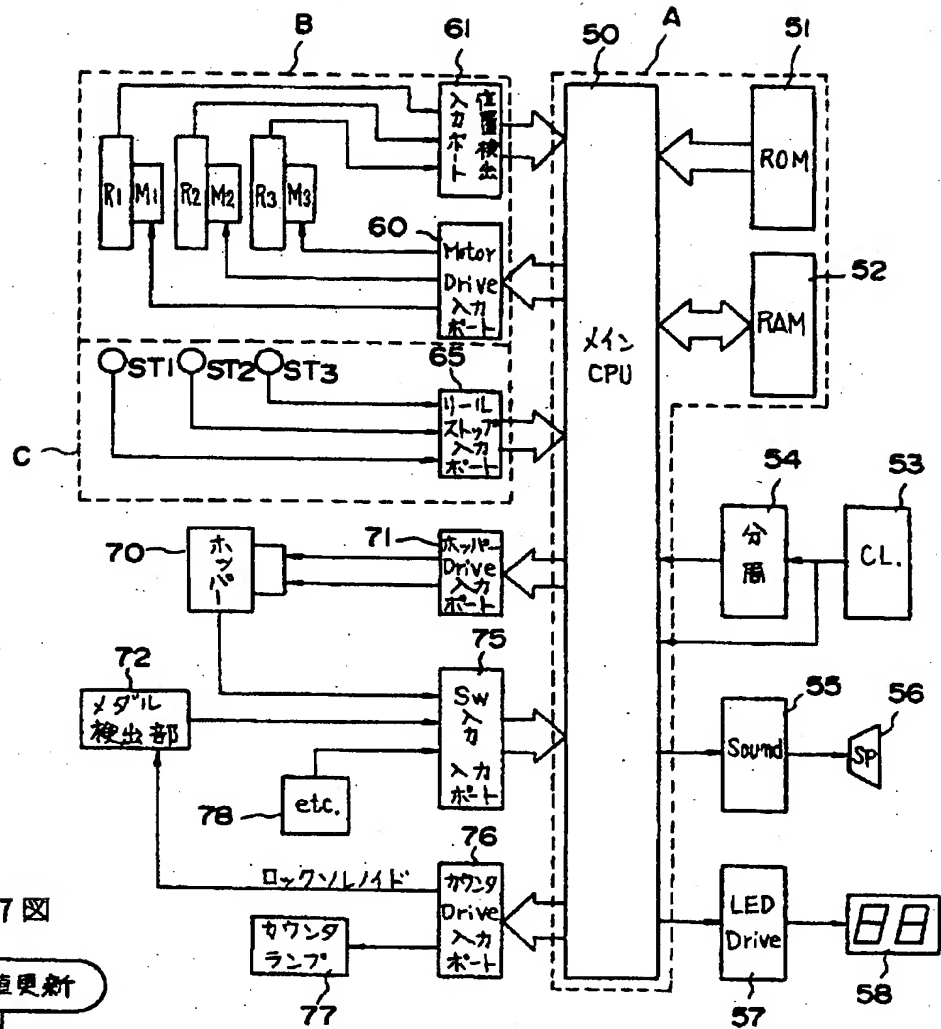 B
61
50
A
51
入力ポート
位置検出
R1
M1
R2
M2
R3
M3
ROM
60
Motor
Drive
入力
ポート
52
RAM
メイン
CPU
ST1
ST2
ST3
65
リール
ストップ
入力
ポート
C
54
53
分周
C.L.
70
ホッパー
71
ホッパー
Drive
入力
ポート
75
Sw
入力
入力
ポート
72
メダル
検出部
55
56
Sound
SP
78
etc.
76
ロックソレノイド
カウンタ
Drive
入力
ポート
カウンタ
ランプ
77
LED
Drive
57
88
58
7図
更新